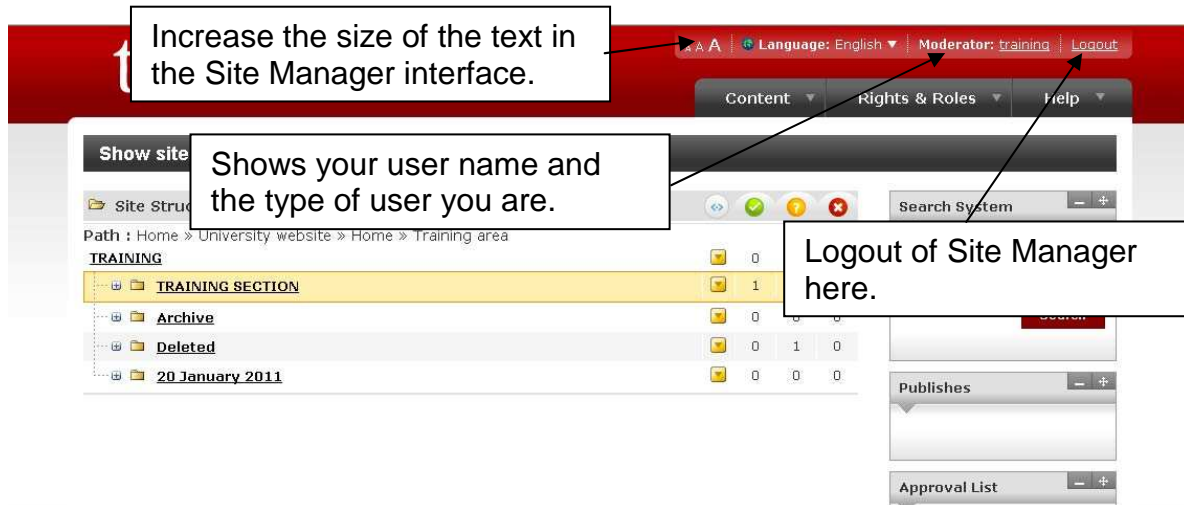 t
Increase the size of the text in
the Site Manager interface.
A A A Language: English Moderator: training Logout
Content Rights & Roles Help
Show site
Shows your user name and
the type of user you are.
Site Struc
Search System
Path : Home » University website » Home » Training area
Logout of Site Manager
here.
TRAINING 0
TRAINING SECTION 1
Archive 0 0 0
Search
Deleted 0 1 0
20 January 2011 0 0 0
Publishes
Approval List